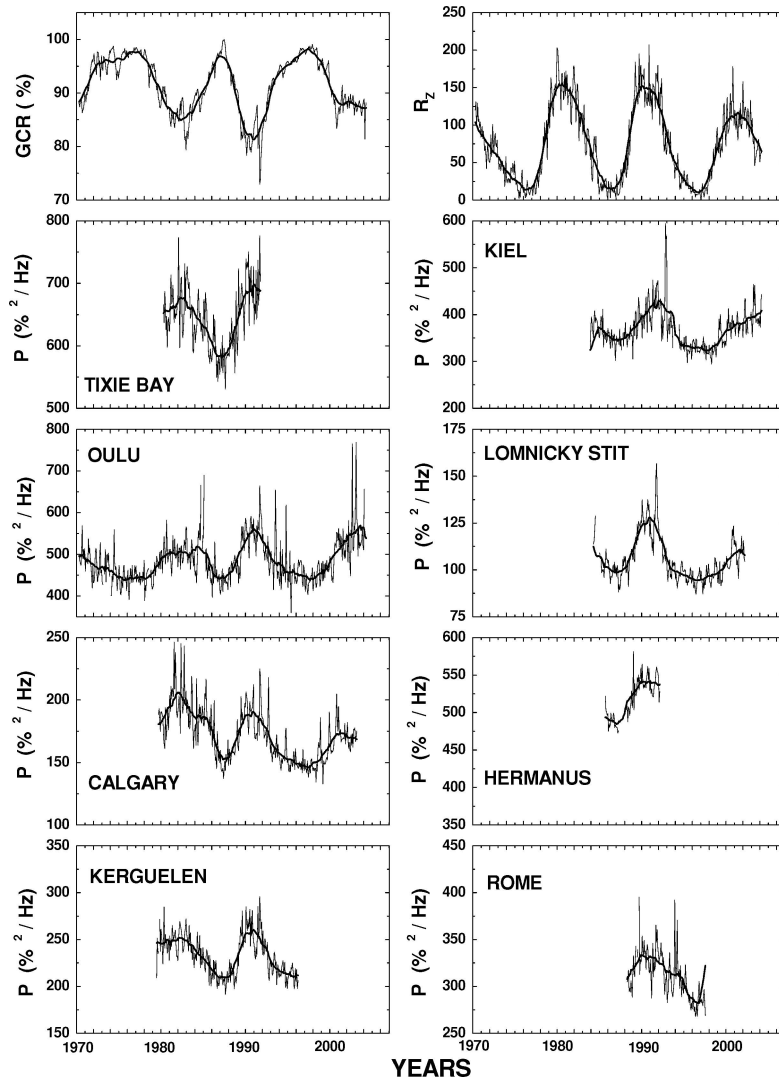 250
100
200
90
150
GCR ( %)
R_Z
100
80
50
70
0
800
600
KIEL
700
500
P (% ² / Hz)
P (% ² / Hz)
400
600
300
TIXIE BAY
500
200
800
175
OULU
LOMNICKY STIT
700
150
600
P (% ² / Hz)
P (% ² / Hz)
125
500
100
400
75
250
600
550
200
500
P (% ² / Hz)
P (% ² / Hz)
450
150
CALGARY
HERMANUS
400
100
350
350
450
KERGUELEN
ROME
300
400
250
350
P (% ² / Hz)
P (% ² / Hz)
200
300
150
250
1970 1980 1990 2000
1970 1980 1990 2000
YEARS